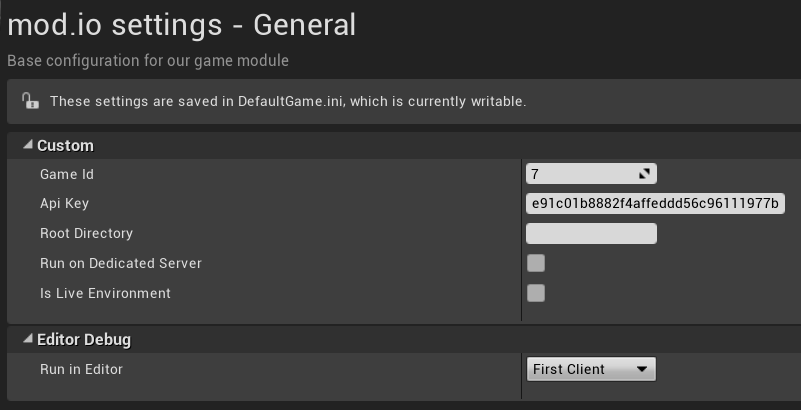 mod.io settings - General
Base configuration for our game module
These settings are saved in DefaultGame.ini, which is currently writable.
Custom
Game Id 7
Api Key e91c01b8882f4affeddd56c96111977b
Root Directory
Run on Dedicated Server
Is Live Environment
Editor Debug
Run in Editor First Client